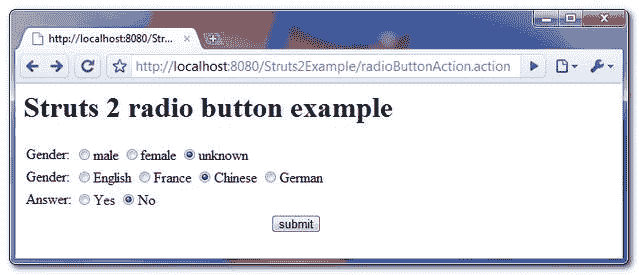 http://localhost:8080/Stru...
http://localhost:8080/Struts2Example/radioButtonAction.action
Struts 2 radio button example
Gender: male female unknown
Gender: English France Chinese German
Answer: Yes No
submit